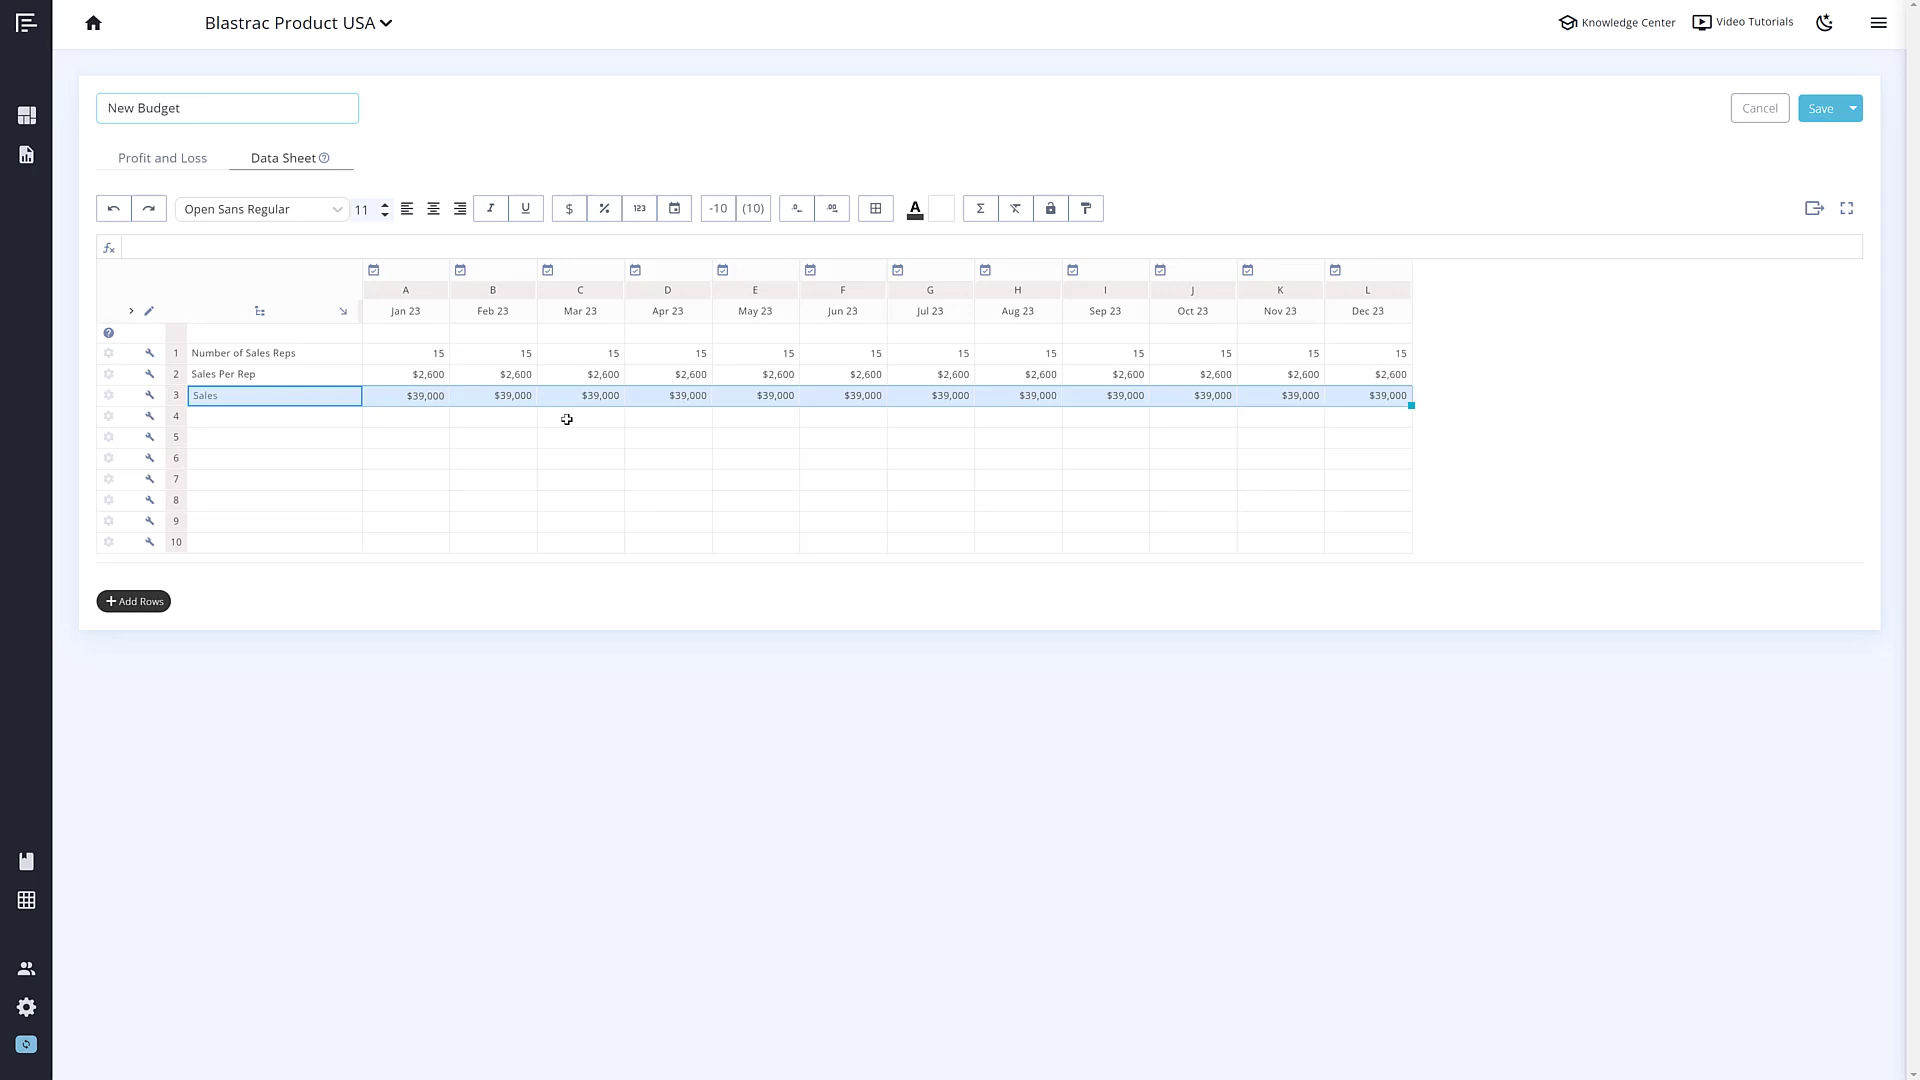 Blastrac Product USA
Knowledge Center
Video Tutorials
New Budget
Cancel
Save
Profit and Loss
Data Sheet
Open Sans Regular
11
$
%
123
-10
(10)
.0
.00
A
Σ
fx
A B C D E F G H I J K L
Jan 23 Feb 23 Mar 23 Apr 23 May 23 Jun 23 Jul 23 Aug 23 Sep 23 Oct 23 Nov 23 Dec 23
1 Number of Sales Reps 15 15 15 15 15 15 15 15 15 15 15 15
2 Sales Per Rep $2,600 $2,600 $2,600 $2,600 $2,600 $2,600 $2,600 $2,600 $2,600 $2,600 $2,600 $2,600
3 Sales $39,000 $39,000 $39,000 $39,000 $39,000 $39,000 $39,000 $39,000 $39,000 $39,000 $39,000 $39,000
4
5
6
7
8
9
10
+ Add Rows